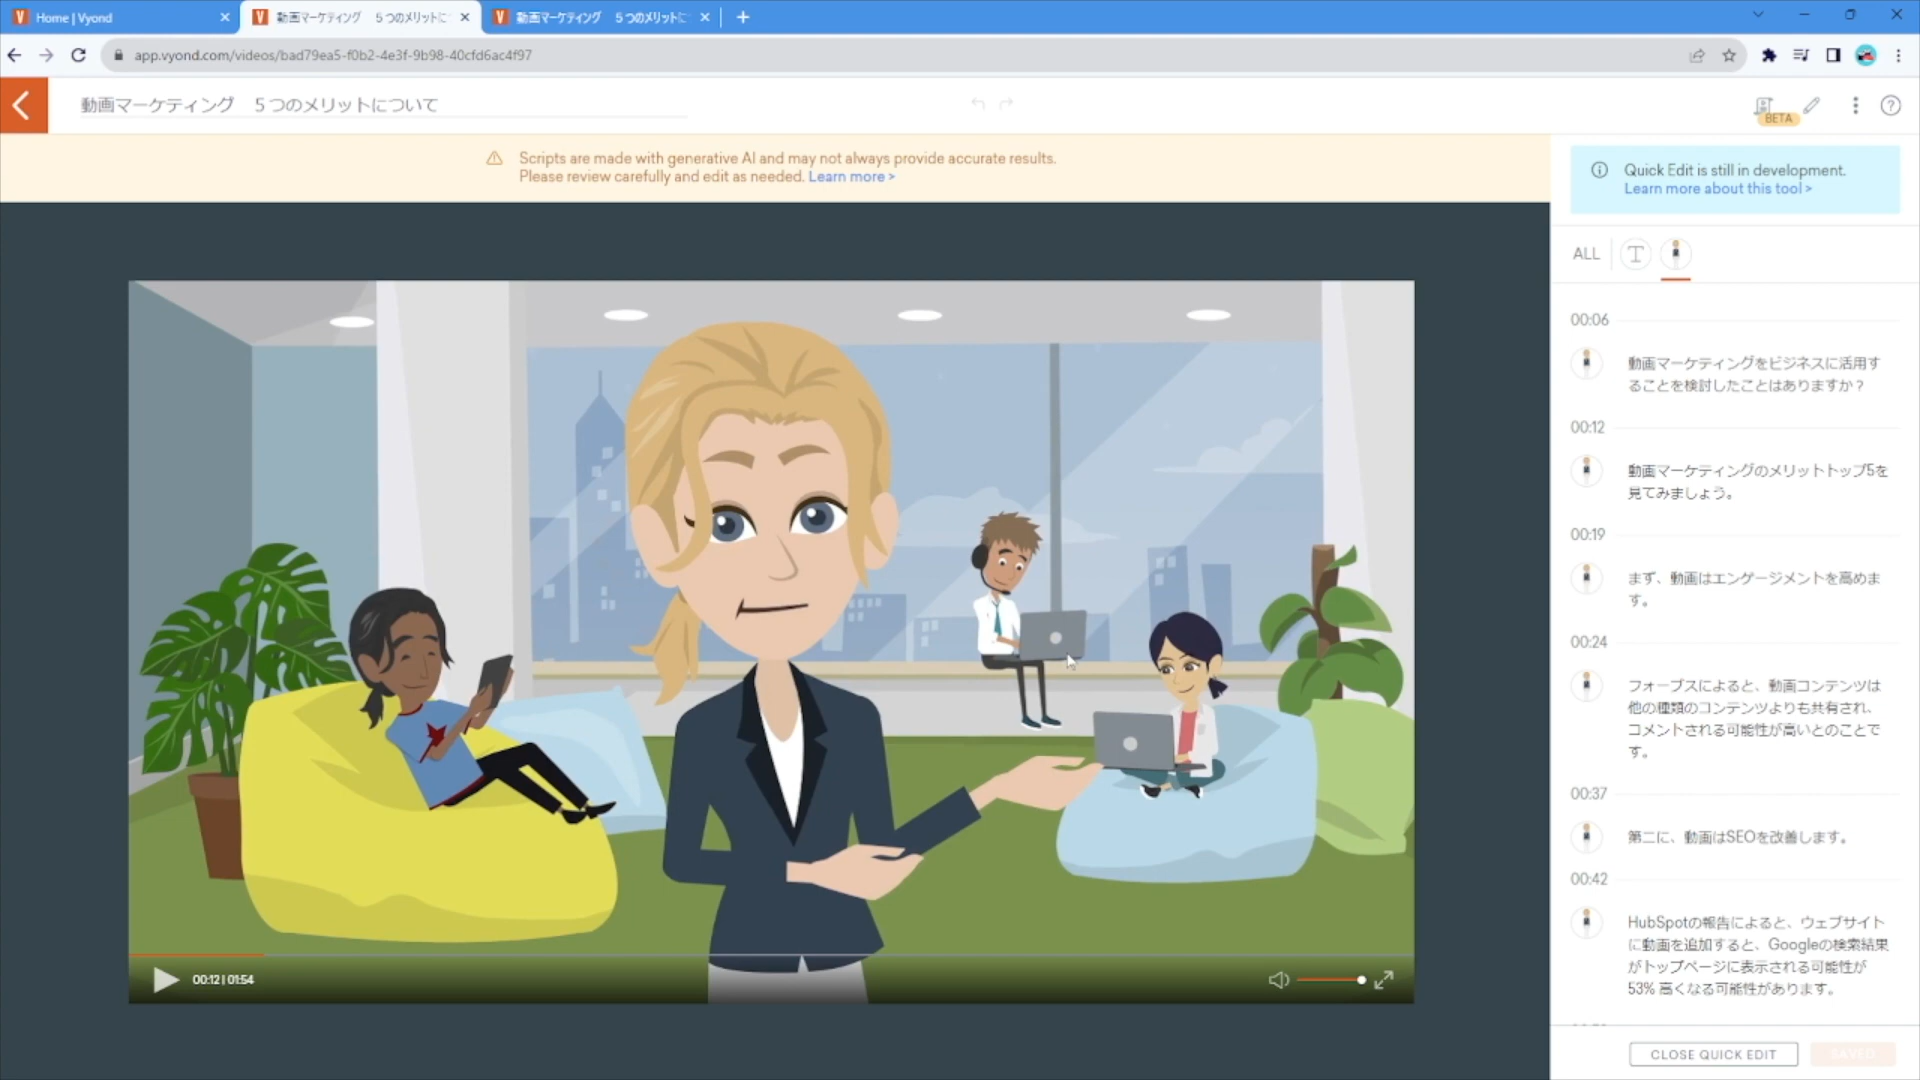 Home | Vyond
動画マーケティング　５つのメリットに
動画マーケティング　５つのメリットに
app.vyond.com/videos/bad79ea5-f0b2-4e3f-9b98-40cfd6ac4f97
動画マーケティング　５つのメリットについて
BETA
Scripts are made with generative AI and may not always provide accurate results.
Please review carefully and edit as needed. Learn more >
Quick Edit is still in development.
Learn more about this tool >
ALL
T
00:06
動画マーケティングをビジネスに活用す
ることを検討したことはありますか？
00:12
動画マーケティングのメリットトップ5を
見てみましょう。
00:19
まず、動画はエンゲージメントを高めま
す。
00:24
フォーブスによると、動画コンテンツは
他の種類のコンテンツよりも共有され、
コメントされる可能性が高いとのことで
す。
00:37
第二に、動画はSEOを改善します。
00:42
HubSpotの報告によると、ウェブサイト
に動画を追加すると、Googleの検索結果
がトップページに表示される可能性が
53% 高くなる可能性があります。
00:12 | 01:54
CLOSE QUICK EDIT
SAVED